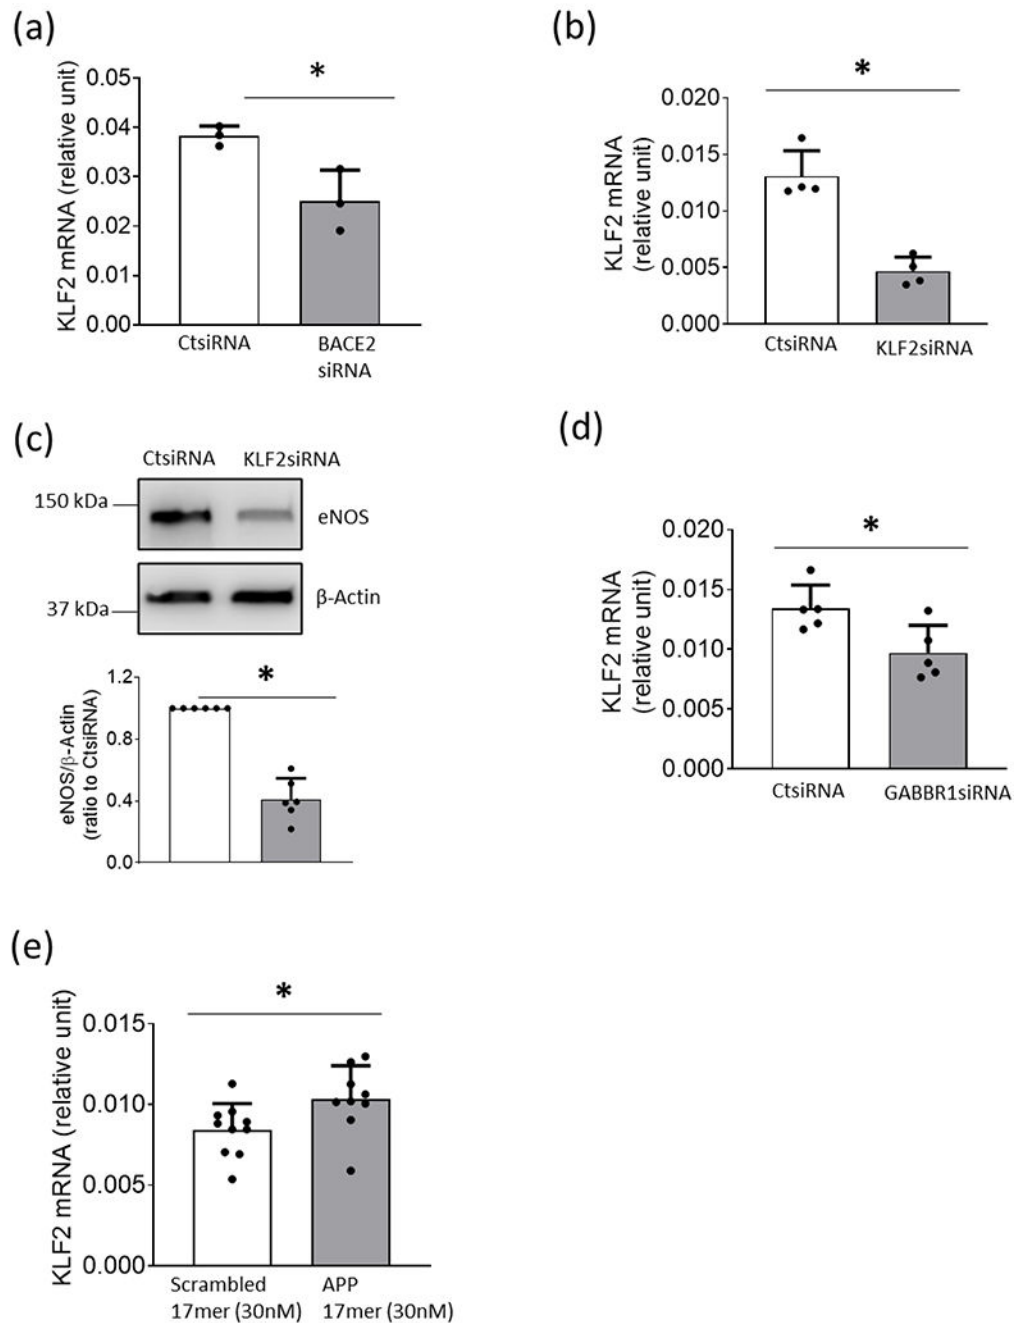 (a)
KLF2 mRNA (relative unit)
0.05
0.04
0.03
0.02
0.01
0.00
*
CtsiRNA
BACE2
siRNA
(b)
KLF2 mRNA
(relative unit)
0.020
0.015
0.010
0.005
0.000
*
CtsiRNA
KLF2siRNA
(c)
CtsiRNA KLF2siRNA
150 kDa
eNOS
37 kDa
β-Actin
eNOS/β-Actin
(ratio to CtsiRNA)
1.2
0.8
0.4
0.0
*
(d)
KLF2 mRNA
(relative unit)
0.020
0.015
0.010
0.005
0.000
*
CtsiRNA
GABBR1siRNA
(e)
KLF2 mRNA (relative unit)
0.015
0.010
0.005
0.000
*
Scrambled
17mer (30nM)
APP
17mer (30nM)